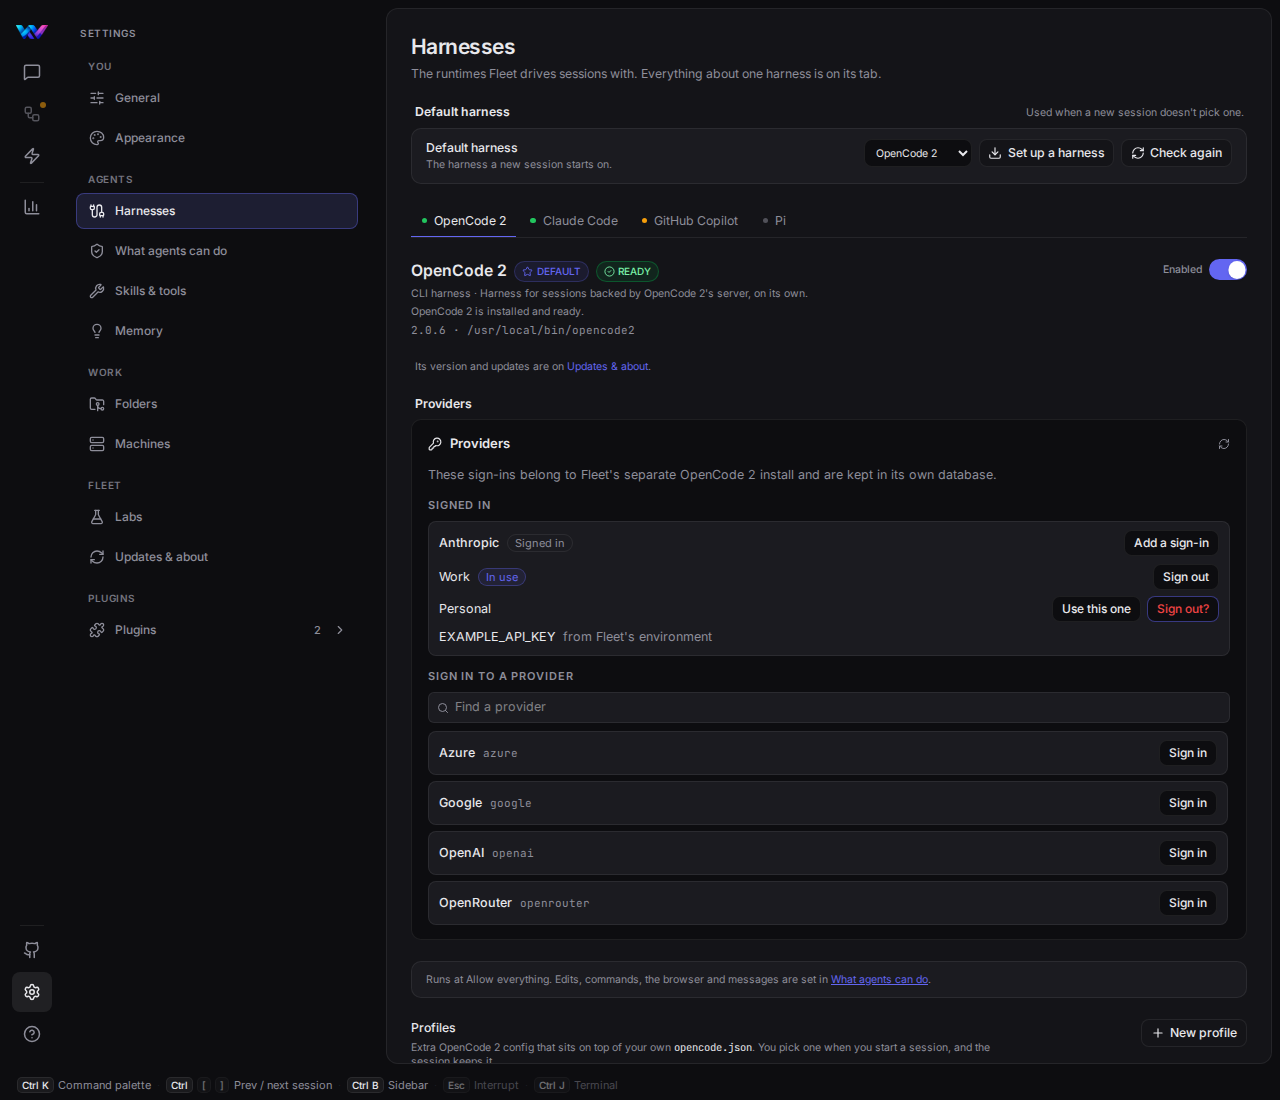 SETTINGS
YOU
General
Appearance
AGENTS
Harnesses
What agents can do
Skills & tools
Memory
WORK
Folders
Machines
FLEET
Labs
Updates & about
PLUGINS
Plugins 2
Harnesses
The runtimes Fleet drives sessions with. Everything about one harness is on its tab.
Default harness Used when a new session doesn't pick one.
Default harness
The harness a new session starts on.
OpenCode 2 Set up a harness Check again
OpenCode 2 Claude Code GitHub Copilot Pi
OpenCode 2 DEFAULT READY Enabled
CLI harness · Harness for sessions backed by OpenCode 2's server, on its own.
OpenCode 2 is installed and ready.
2.0.6 · /usr/local/bin/opencode2
Its version and updates are on Updates & about.
Providers
Providers
These sign-ins belong to Fleet's separate OpenCode 2 install and are kept in its own database.
SIGNED IN
Anthropic Signed in Add a sign-in
Work In use Sign out
Personal Use this one Sign out?
EXAMPLE_API_KEY from Fleet's environment
SIGN IN TO A PROVIDER
Find a provider
Azure azure Sign in
Google google Sign in
OpenAI openai Sign in
OpenRouter openrouter Sign in
Runs at Allow everything. Edits, commands, the browser and messages are set in What agents can do.
Profiles New profile
Extra OpenCode 2 config that sits on top of your own opencode.json. You pick one when you start a session, and the
session keeps it
Ctrl K Command palette Ctrl [ ] Prev / next session Ctrl B Sidebar Esc Interrupt Ctrl J Terminal